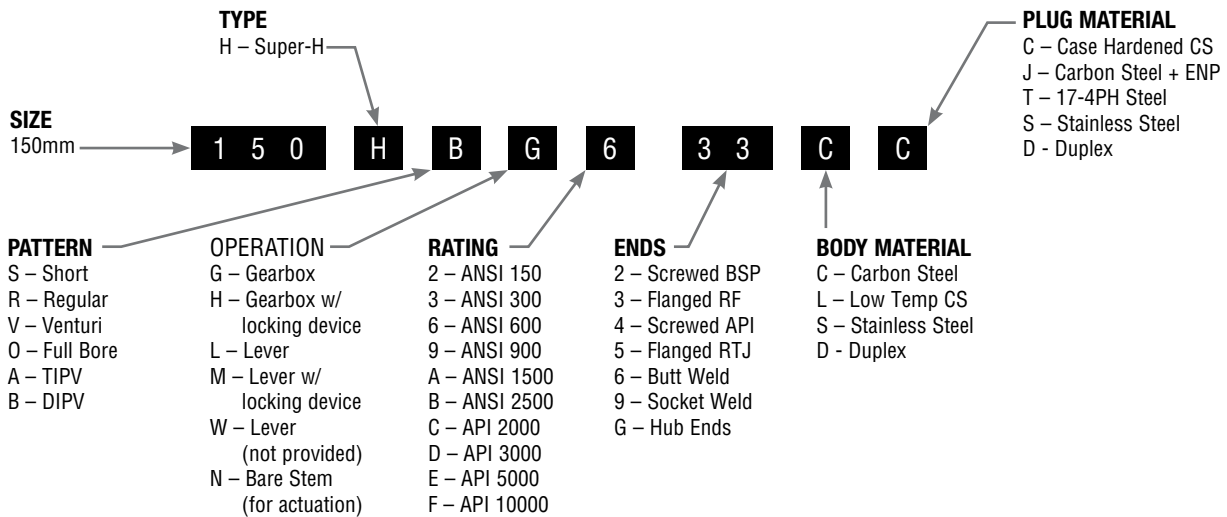 TYPE
H – Super-H
PLUG MATERIAL
C – Case Hardened CS
J – Carbon Steel + ENP
T – 17-4PH Steel
S – Stainless Steel
D - Duplex
SIZE
150mm
1 5 0 H B G 6 3 3 C C
PATTERN
S – Short
R – Regular
V – Venturi
O – Full Bore
A – TIPV
B – DIPV
OPERATION
G – Gearbox
H – Gearbox w/
locking device
L – Lever
M – Lever w/
locking device
W – Lever
(not provided)
N – Bare Stem
(for actuation)
RATING
2 – ANSI 150
3 – ANSI 300
6 – ANSI 600
9 – ANSI 900
A – ANSI 1500
B – ANSI 2500
C – API 2000
D – API 3000
E – API 5000
F – API 10000
ENDS
2 – Screwed BSP
3 – Flanged RF
4 – Screwed API
5 – Flanged RTJ
6 – Butt Weld
9 – Socket Weld
G – Hub Ends
BODY MATERIAL
C – Carbon Steel
L – Low Temp CS
S – Stainless Steel
D - Duplex